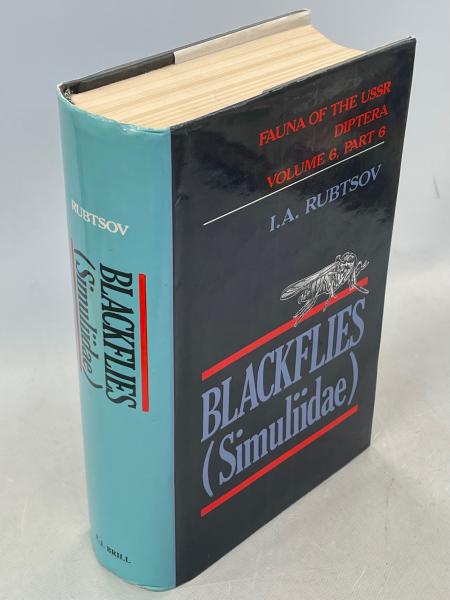 FAUNA OF THE USSR
DIPTERA
VOLUME 6, PART 6
I.A. RUBTSOV
BLACKFLIES
(Simuliidae)
RUBTSOV
BLACKFLIES
(Simuliidae)
E.J. BRILL